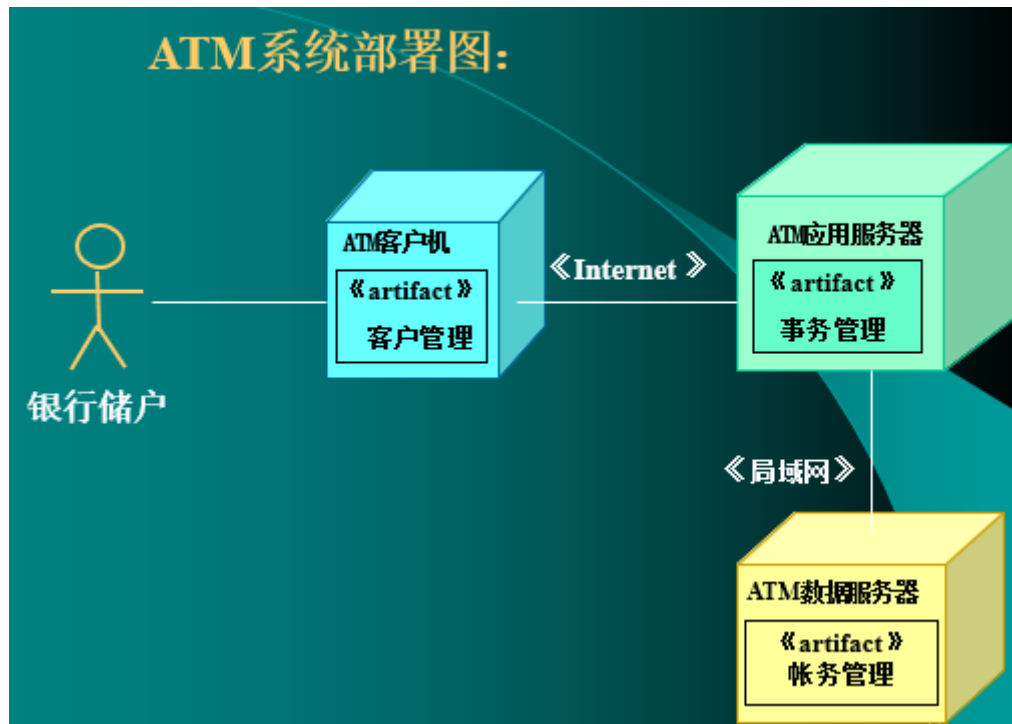 ATM系统部署图：
ATM客户机
《artifact》
客户管理
《Internet 》
ATM应用服务器
《artifact》
事务管理
银行储户
《局域网》
ATM数据服务器
《artifact》
帐务管理